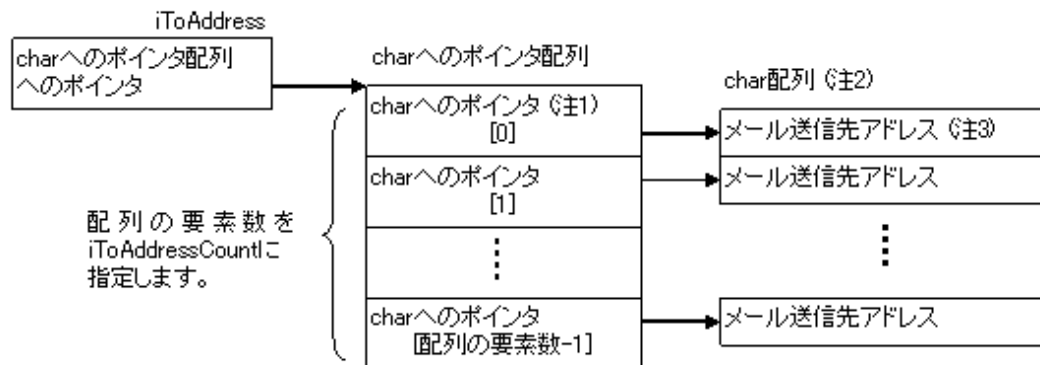 iToAddress
charへのポインタ配列
へのポインタ
charへのポインタ配列
char配列 (注2)
charへのポインタ (注1)
[0]
メール送信先アドレス (注3)
charへのポインタ
[1]
メール送信先アドレス
配列の要素数を
iToAddressCountに
指定します。
charへのポインタ
[配列の要素数-1]
メール送信先アドレス